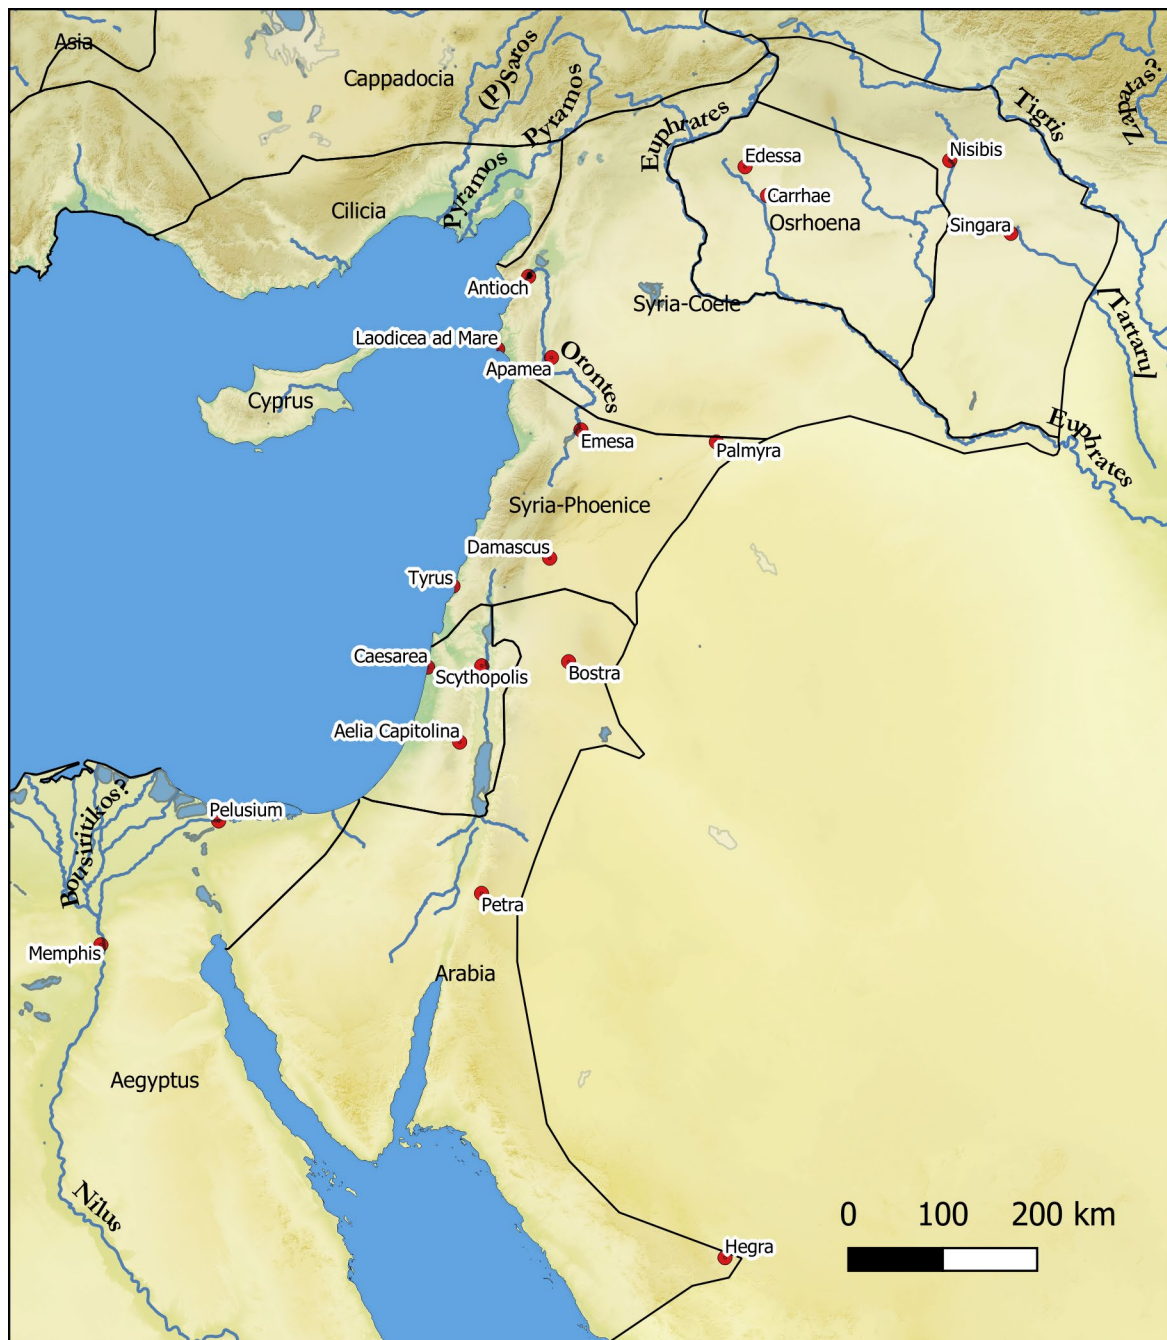 Asia
Cappadocia
(P)Saros
Pyramos
Euphrates
Tigris
Zapatas?
Edessa
Nisibis
Carrhae
Pyramos
Cilicia
Osrhoena
Singara
Antioch
Syria-Coele
[Tartaru]
Laodicea ad Mare
Apamea
Orontes
Cyprus
Emesa
Palmyra
Euphrates
Syria-Phoenice
Damascus
Tyrus
Caesarea
Scythopolis
Bostra
Aelia Capitolina
Bousiritikos?
Pelusium
Petra
Memphis
Arabia
Aegyptus
Nilus
0 100 200 km
Hegra